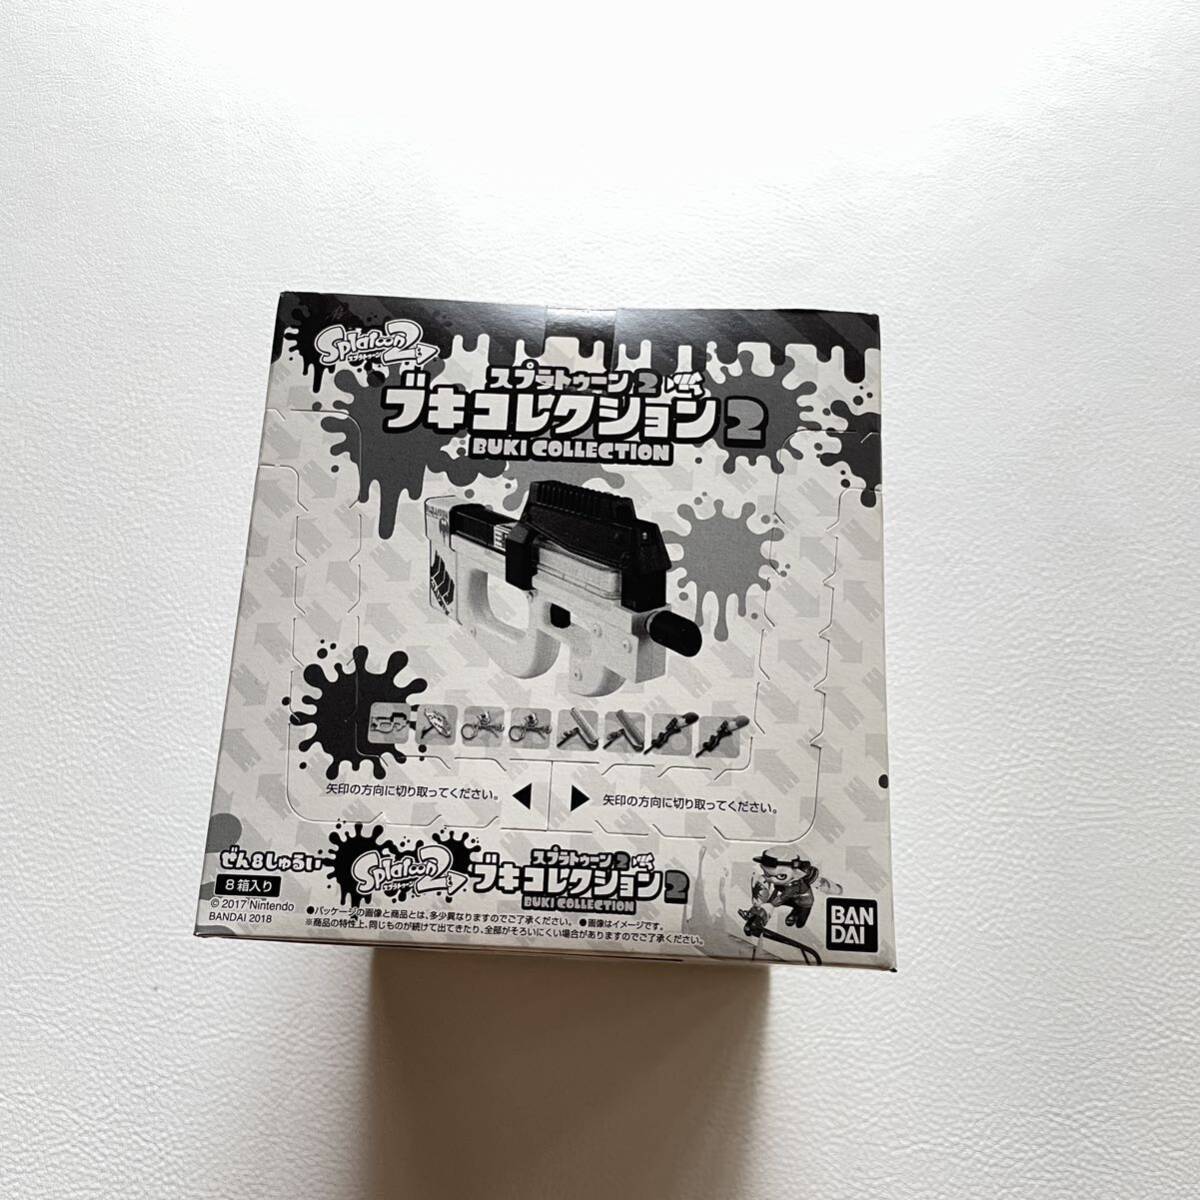 Splatoon2
スプラトゥーン
スプラトゥーン2
ブキコレクション2
BUKI COLLECTION
矢印の方向に切り取ってください。
矢印の方向に切り取ってください。
ぜん8しゅるい
8箱入り
© 2017 Nintendo
BANDAI 2018
Splatoon2
スプラトゥーン
スプラトゥーン2
ブキコレクション2
BUKI COLLECTION
●パッケージの画像と商品とは、多少異なりますのでご了承ください。 ●画像はイメージです。
※商品の特性上、同じものが続けて出てきたり、全部がそろいにくい場合がありますのでご了承ください。
BAN
DAI